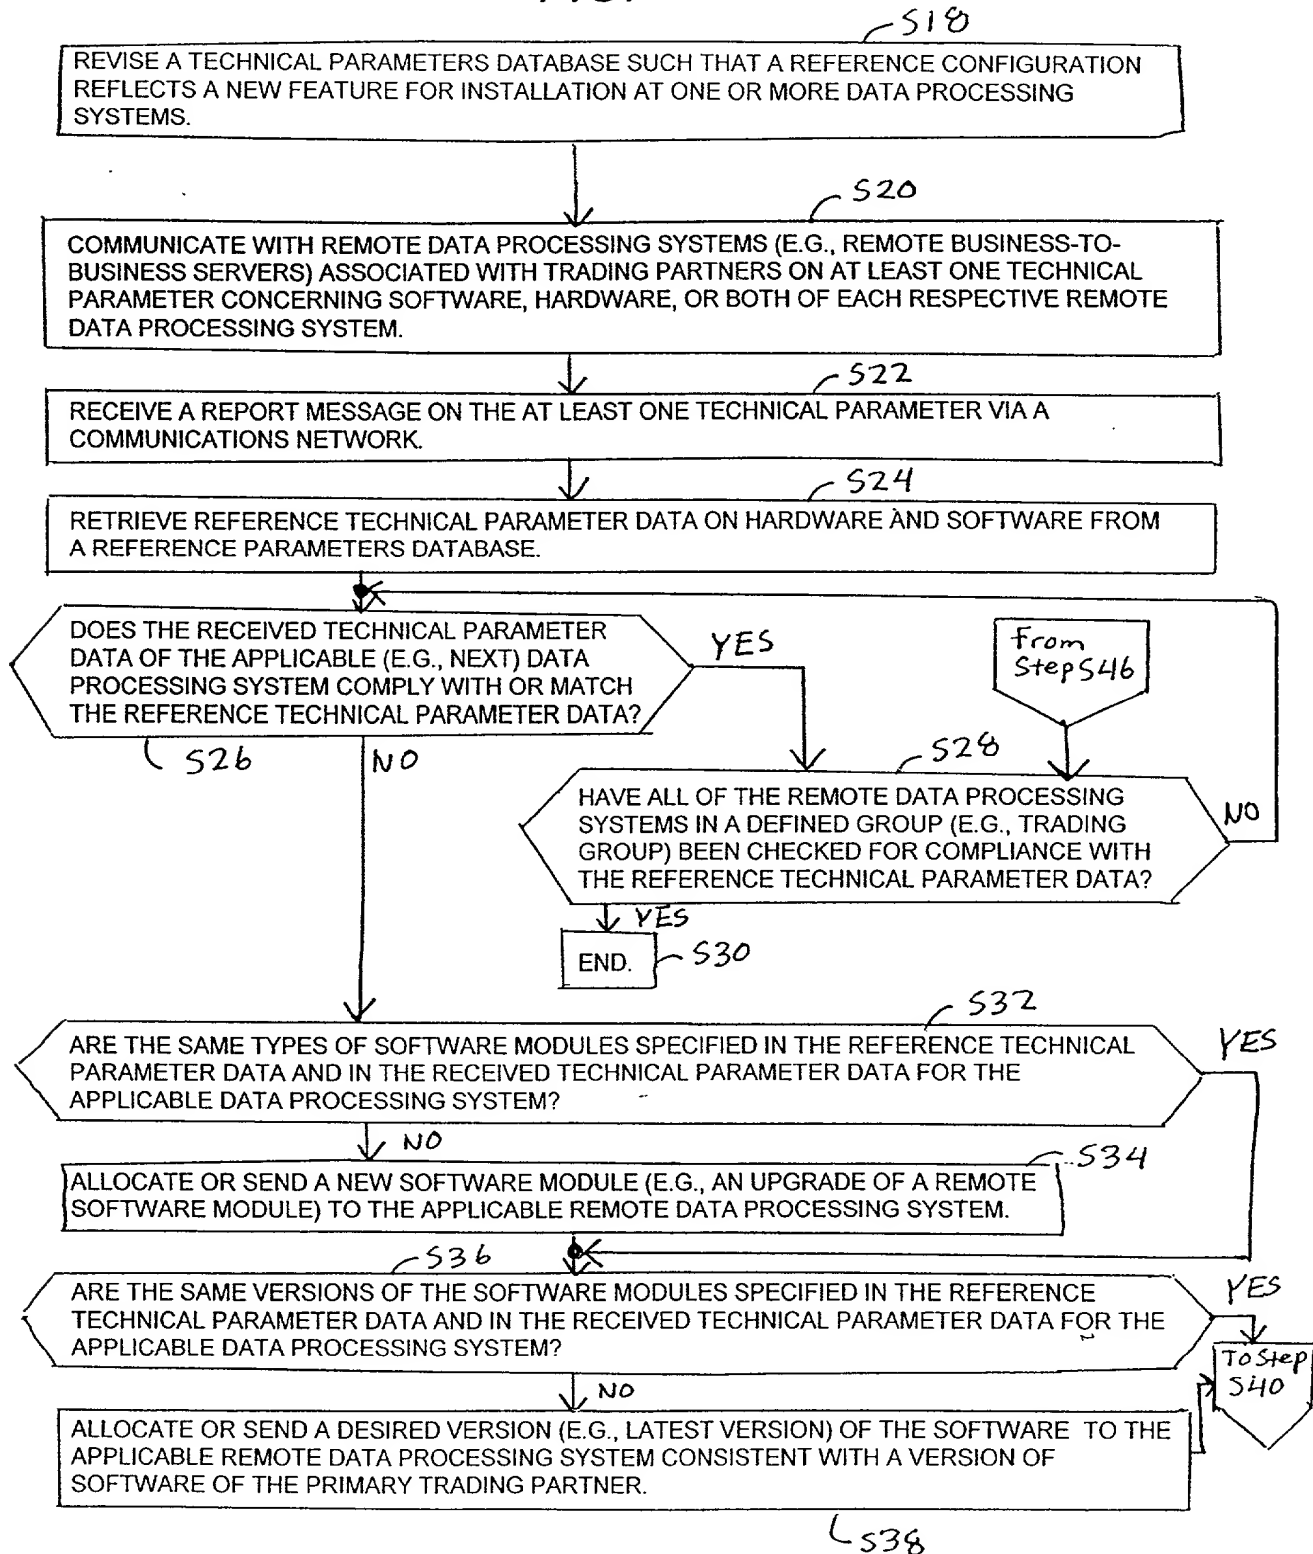 S18
REVISE A TECHNICAL PARAMETERS DATABASE SUCH THAT A REFERENCE CONFIGURATION
REFLECTS A NEW FEATURE FOR INSTALLATION AT ONE OR MORE DATA PROCESSING
SYSTEMS.
S20
COMMUNICATE WITH REMOTE DATA PROCESSING SYSTEMS (E.G., REMOTE BUSINESS-TO-
BUSINESS SERVERS) ASSOCIATED WITH TRADING PARTNERS ON AT LEAST ONE TECHNICAL
PARAMETER CONCERNING SOFTWARE, HARDWARE, OR BOTH OF EACH RESPECTIVE REMOTE
DATA PROCESSING SYSTEM.
S22
RECEIVE A REPORT MESSAGE ON THE AT LEAST ONE TECHNICAL PARAMETER VIA A
COMMUNICATIONS NETWORK.
S24
RETRIEVE REFERENCE TECHNICAL PARAMETER DATA ON HARDWARE AND SOFTWARE FROM
A REFERENCE PARAMETERS DATABASE.
DOES THE RECEIVED TECHNICAL PARAMETER
DATA OF THE APPLICABLE (E.G., NEXT) DATA
PROCESSING SYSTEM COMPLY WITH OR MATCH
THE REFERENCE TECHNICAL PARAMETER DATA?
YES
From
Step S46
S26
NO
S28
HAVE ALL OF THE REMOTE DATA PROCESSING
SYSTEMS IN A DEFINED GROUP (E.G., TRADING
GROUP) BEEN CHECKED FOR COMPLIANCE WITH
THE REFERENCE TECHNICAL PARAMETER DATA?
NO
YES
END.
S30
S32
ARE THE SAME TYPES OF SOFTWARE MODULES SPECIFIED IN THE REFERENCE TECHNICAL
PARAMETER DATA AND IN THE RECEIVED TECHNICAL PARAMETER DATA FOR THE
APPLICABLE DATA PROCESSING SYSTEM?
YES
NO
S34
ALLOCATE OR SEND A NEW SOFTWARE MODULE (E.G., AN UPGRADE OF A REMOTE
SOFTWARE MODULE) TO THE APPLICABLE REMOTE DATA PROCESSING SYSTEM.
S36
ARE THE SAME VERSIONS OF THE SOFTWARE MODULES SPECIFIED IN THE REFERENCE
TECHNICAL PARAMETER DATA AND IN THE RECEIVED TECHNICAL PARAMETER DATA FOR THE
APPLICABLE DATA PROCESSING SYSTEM?
YES
To Step
S40
NO
ALLOCATE OR SEND A DESIRED VERSION (E.G., LATEST VERSION) OF THE SOFTWARE TO THE
APPLICABLE REMOTE DATA PROCESSING SYSTEM CONSISTENT WITH A VERSION OF
SOFTWARE OF THE PRIMARY TRADING PARTNER.
S38